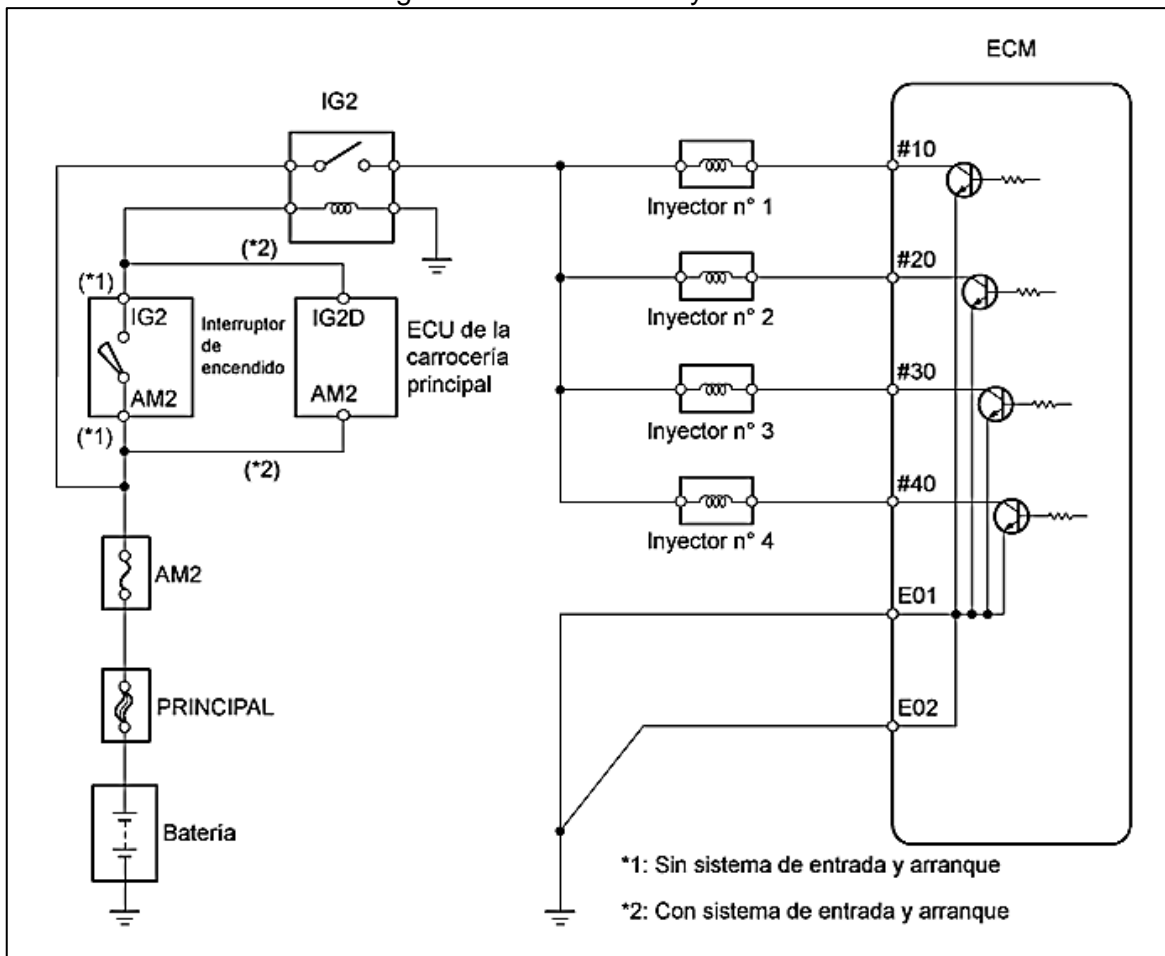 ECM
IG2
#10
Inyector n° 1
(*2)
#20
(*1)
IG2
Interruptor
de
encendido
IG2D
ECU de la
carrocería
principal
Inyector n° 2
AM2
AM2
#30
(*1)
(*2)
Inyector n° 3
#40
Inyector n° 4
AM2
E01
PRINCIPAL
E02
Batería
*1: Sin sistema de entrada y arranque
*2: Con sistema de entrada y arranque